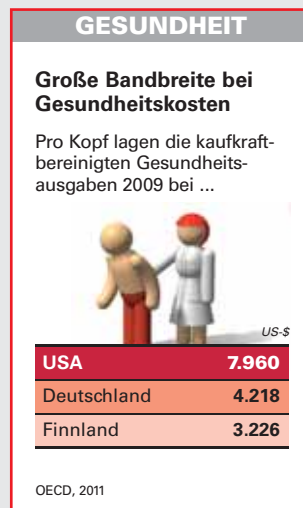 GESUNDHEIT
Große Bandbreite bei
Gesundheitskosten
Pro Kopf lagen die kaufkraft-
bereinigten Gesundheits-
ausgaben 2009 bei ...
US-$
USA 7.960
Deutschland 4.218
Finnland 3.226
OECD, 2011